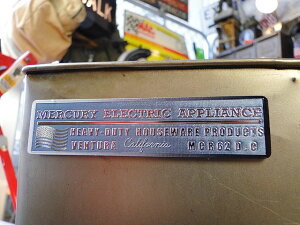 MERCURY ELECTRIC APPLIANCE
HEAVY-DUTY HOUSEWARE PRODUCTS
VENTURA California MCR62 D.G